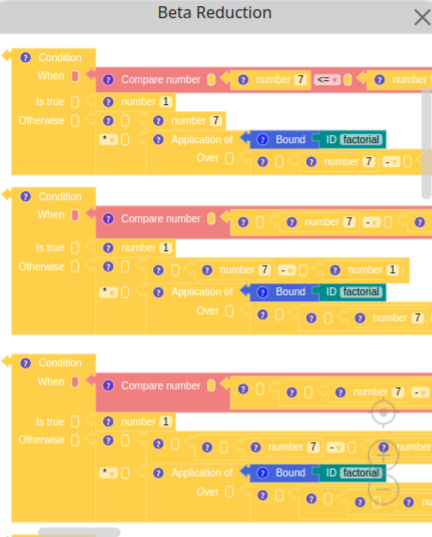 Beta Reduction
Condition
When Compare number number 7 <= number
Is true number 1
Otherwise number 7
* Application of Bound ID factorial
Over number 7 -
Condition
When Compare number number 7 -
Is true number 1
Otherwise number 7 - number 1
* Application of Bound ID factorial
Over number 7
Condition
When Compare number number 7 -
Is true number 1
Otherwise number 7 - number
* Application of Bound ID factorial
Over